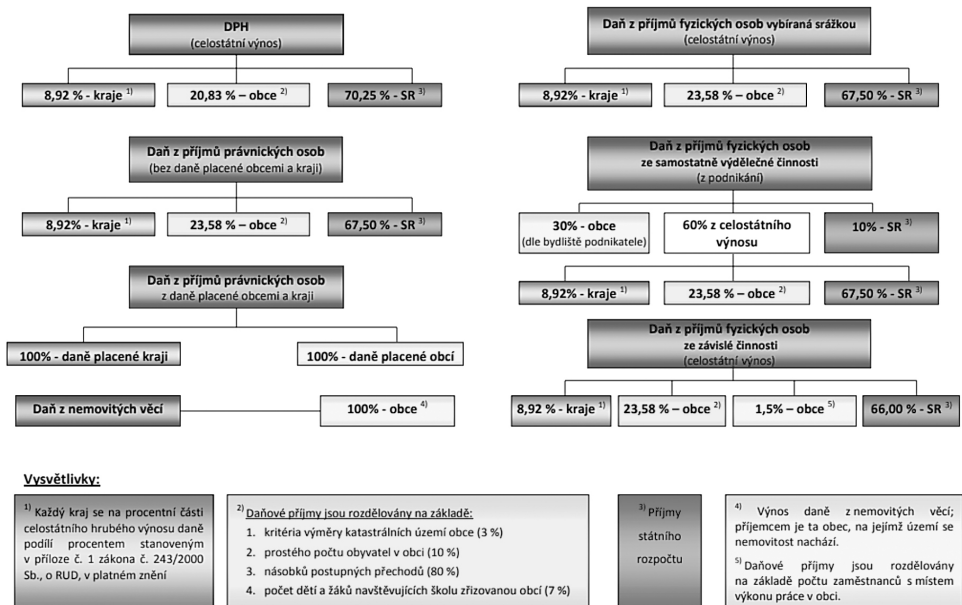 DPH
(celostátní výnos)
8,92 % - kraje 1)
20,83 % – obce 2)
70,25 % - SR 3)
Daň z příjmů právnických osob
(bez daně placené obcemi a kraji)
8,92% - kraje 1)
23,58 % – obce 2)
67,50 % - SR 3)
Daň z příjmů právnických osob
z daně placené obcemi a kraji
100% - daně placené kraji
100% - daně placené obcí
Daň z nemovitých věcí
100% - obce 4)
Daň z příjmů fyzických osob vybíraná srážkou
(celostátní výnos)
8,92% - kraje 1)
23,58 % – obce 2)
67,50 % - SR 3)
Daň z příjmů fyzických osob
ze samostatně výdělečné činnosti
(z podnikání)
30% - obce
(dle bydliště podnikatele)
60% z celostátního
výnosu
10% - SR 3)
8,92% - kraje 1)
23,58 % – obce 2)
67,50 % - SR 3)
Daň z příjmů fyzických osob
ze závislé činnosti
(celostátní výnos)
8,92 % - kraje 1)
23,58 % – obce 2)
1,5% – obce 5)
66,00 % - SR 3)
Vysvětlivky:
1) Každý kraj se na procentní části
celostátního hrubého výnosu daně
podílí procentem stanoveným
v příloze č. 1 zákona č. 243/2000
Sb., o RUD, v platném znění
2) Daňové příjmy jsou rozdělovány na základě:
1. kritéria výměry katastrálních území obce (3 %)
2. prostého počtu obyvatel v obci (10 %)
3. násobků postupných přechodů (80 %)
4. počet dětí a žáků navštěvujících školu zřizovanou obcí (7 %)
3) Příjmy
státního
rozpočtu
4) Výnos daně z nemovitých věcí;
příjemcem je ta obec, na jejímž území se
nemovitost nachází.
5) Daňové příjmy jsou rozdělovány
na základě počtu zaměstnanců s místem
výkonu práce v obci.